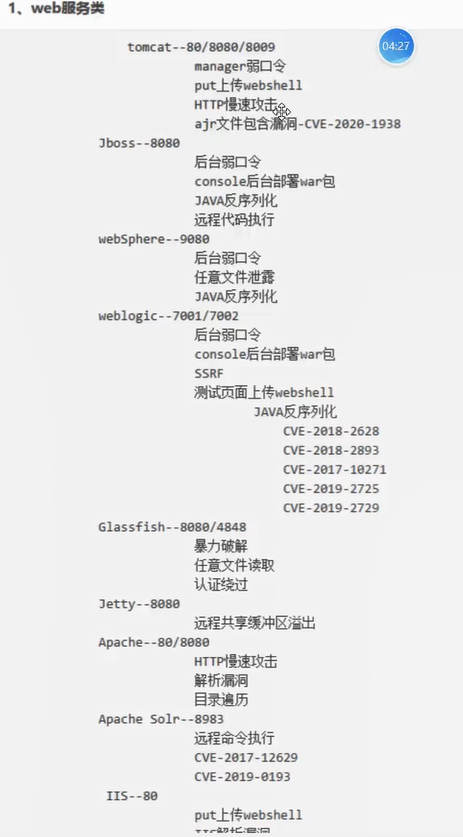 1、web服务类
04:27
tomcat--80/8080/8009
manager弱口令
put上传webshell
HTTP慢速攻击
ajr文件包含漏洞-CVE-2020-1938
Jboss--8080
后台弱口令
console后台部署war包
JAVA反序列化
远程代码执行
webSphere--9080
后台弱口令
任意文件泄露
JAVA反序列化
weblogic--7001/7002
后台弱口令
console后台部署war包
SSRF
测试页面上传webshell
JAVA反序列化
CVE-2018-2628
CVE-2018-2893
CVE-2017-10271
CVE-2019-2725
CVE-2019-2729
Glassfish--8080/4848
暴力破解
任意文件读取
认证绕过
Jetty--8080
远程共享缓冲区溢出
Apache--80/8080
HTTP慢速攻击
解析漏洞
目录遍历
Apache Solr--8983
远程命令执行
CVE-2017-12629
CVE-2019-0193
IIS--80
put上传webshell
IIS解析漏洞